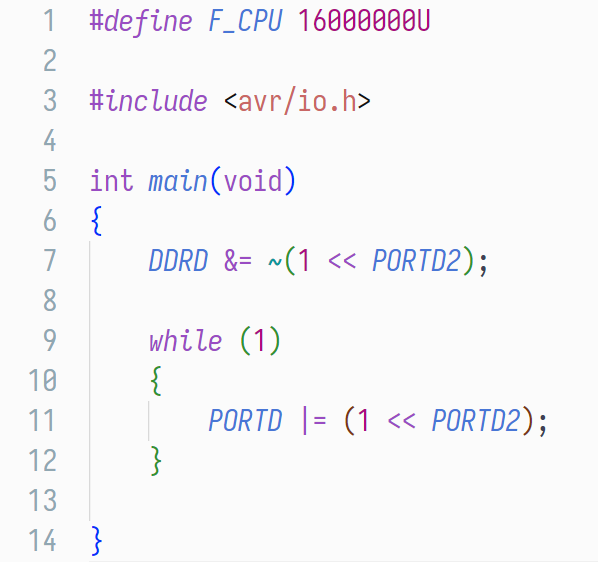 1 #define F_CPU 16000000U
2
3 #include <avr/io.h>
4
5 int main(void)
6 {
7     DDRD &= ~(1 << PORTD2);
8
9     while (1)
10     {
11         PORTD |= (1 << PORTD2);
12     }
13
14 }